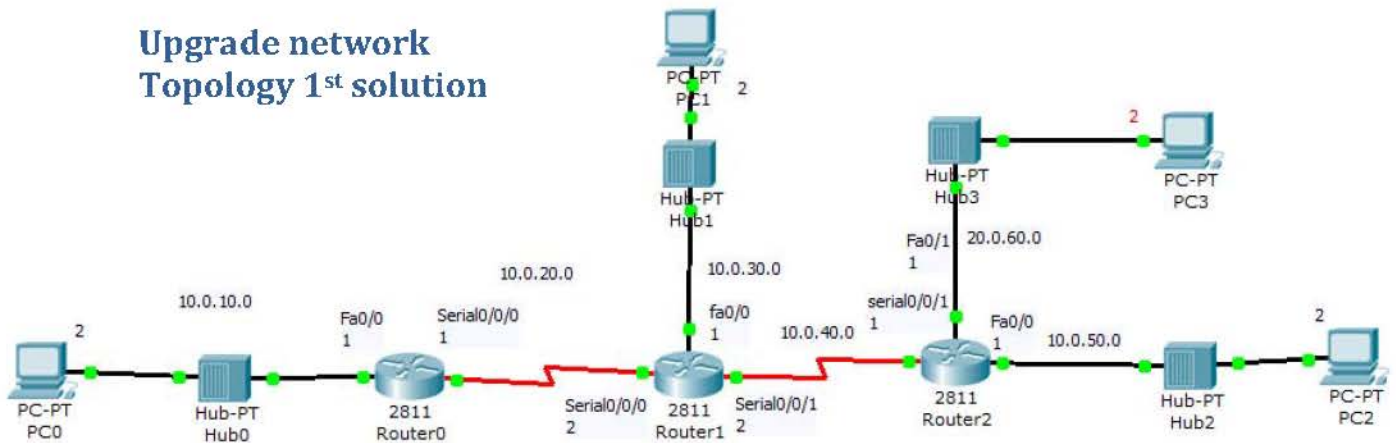 Upgrade network
Topology 1st solution
PC-PT
PC1
2
Hub-PT
Hub1
10.0.30.0
fa0/0
1
2
PC-PT
PC0
Hub-PT
Hub0
10.0.10.0
Fa0/0
1
Serial0/0/0
1
2811
Router0
10.0.20.0
Serial0/0/0
2
2811
Router1
Serial0/0/1
2
10.0.40.0
serial0/0/1
1
2811
Router2
Fa0/1
1
20.0.60.0
Hub-PT
Hub3
2
PC-PT
PC3
Fa0/0
1
10.0.50.0
Hub-PT
Hub2
2
PC-PT
PC2